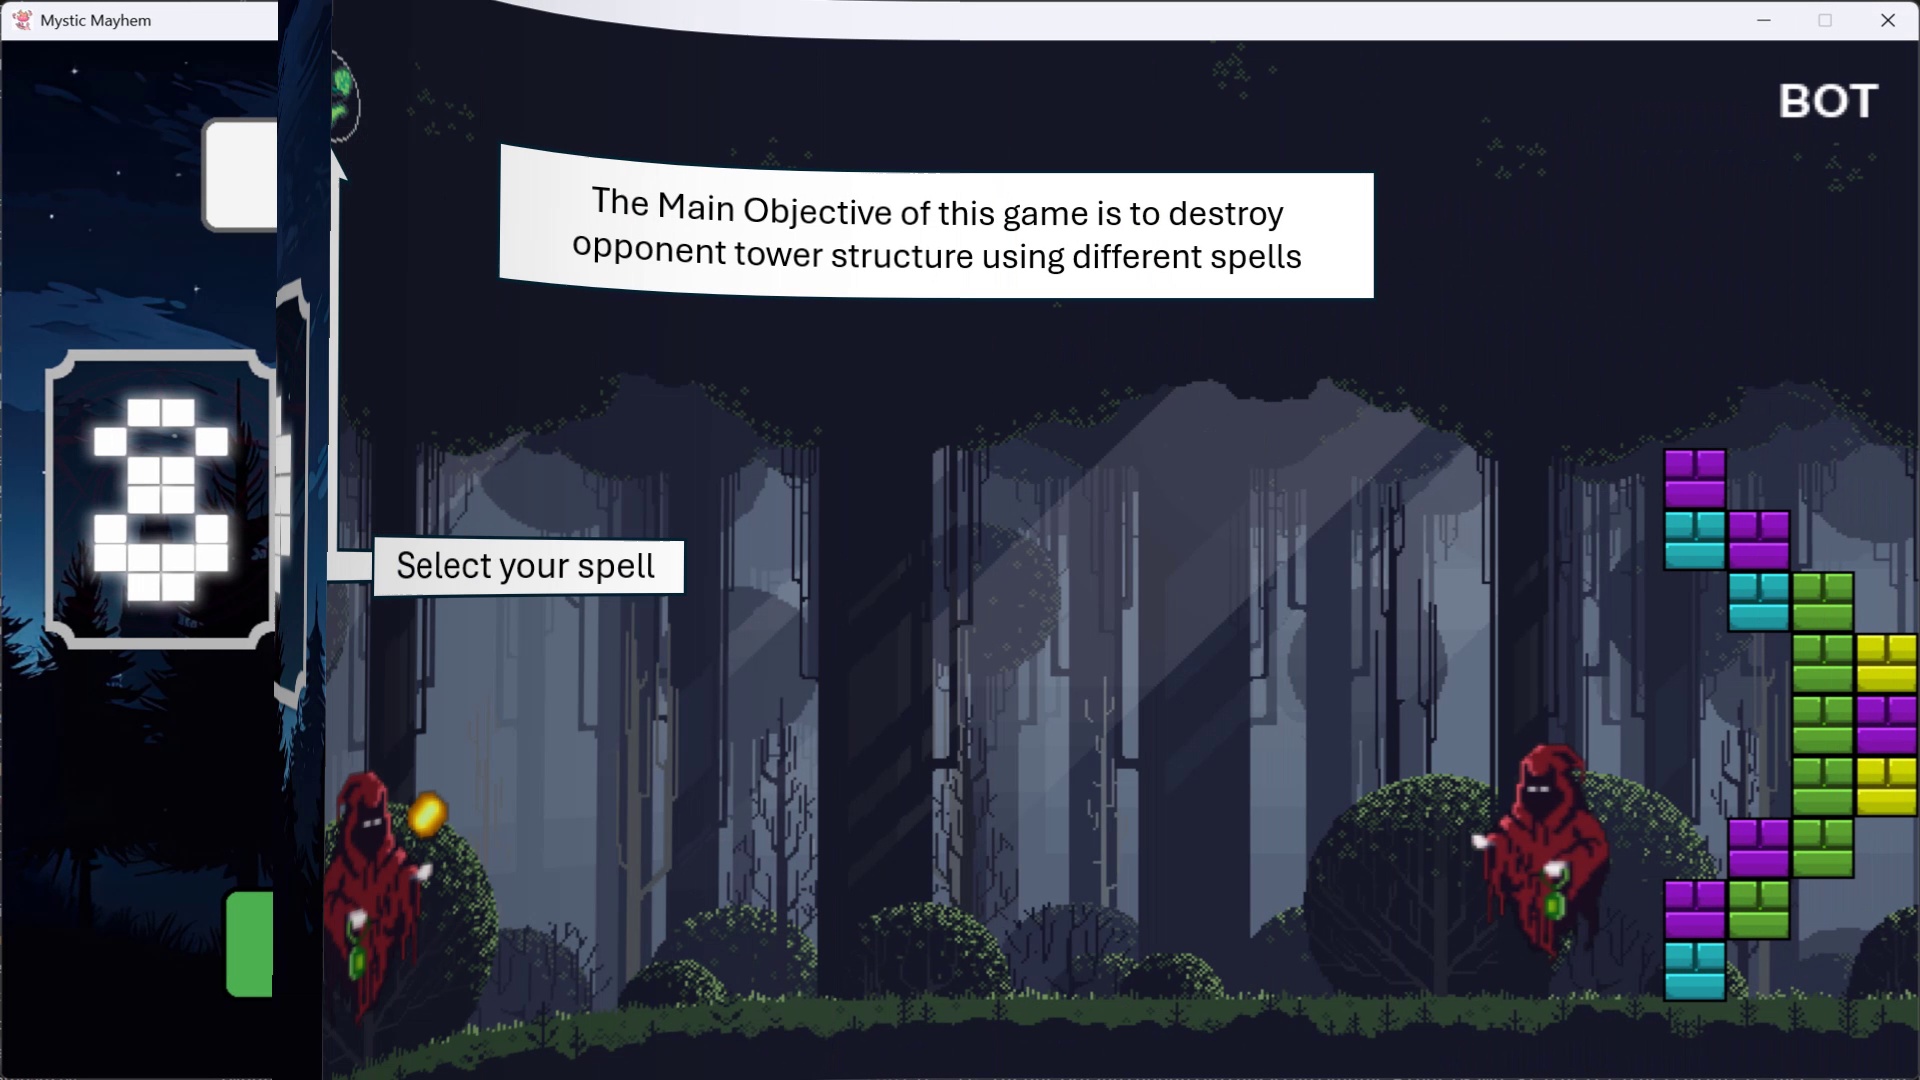 Mystic Mayhem
BOT
The Main Objective of this game is to destroy
opponent tower structure using different spells
Select your spell